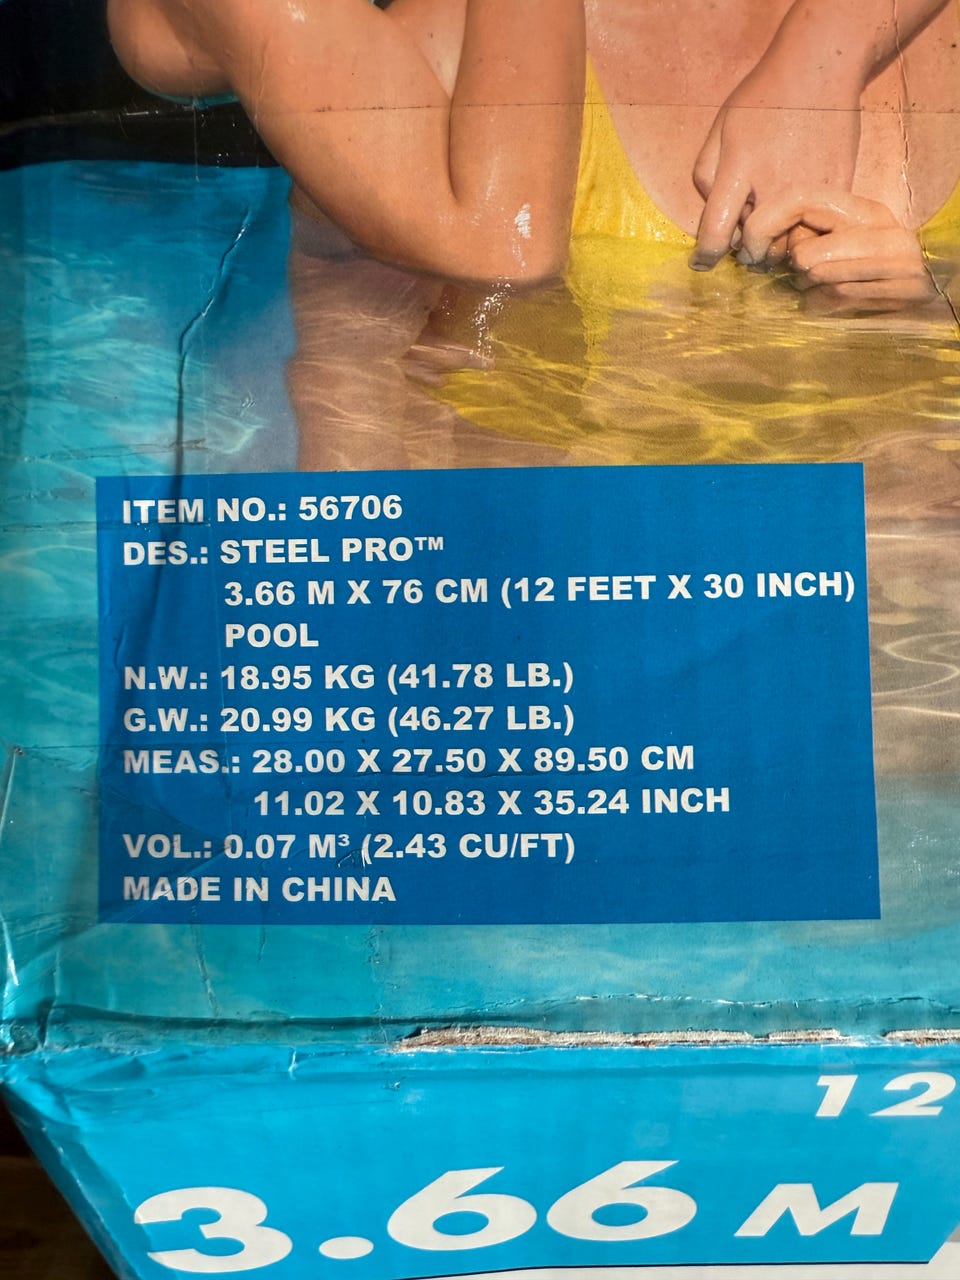 ITEM NO.: 56706
DES.: STEEL PRO™
3.66 M X 76 CM (12 FEET X 30 INCH)
POOL
N.W.: 18.95 KG (41.78 LB.)
G.W.: 20.99 KG (46.27 LB.)
MEAS.: 28.00 X 27.50 X 89.50 CM
11.02 X 10.83 X 35.24 INCH
VOL.: 0.07 M³ (2.43 CU/FT)
MADE IN CHINA
12
3.66 M